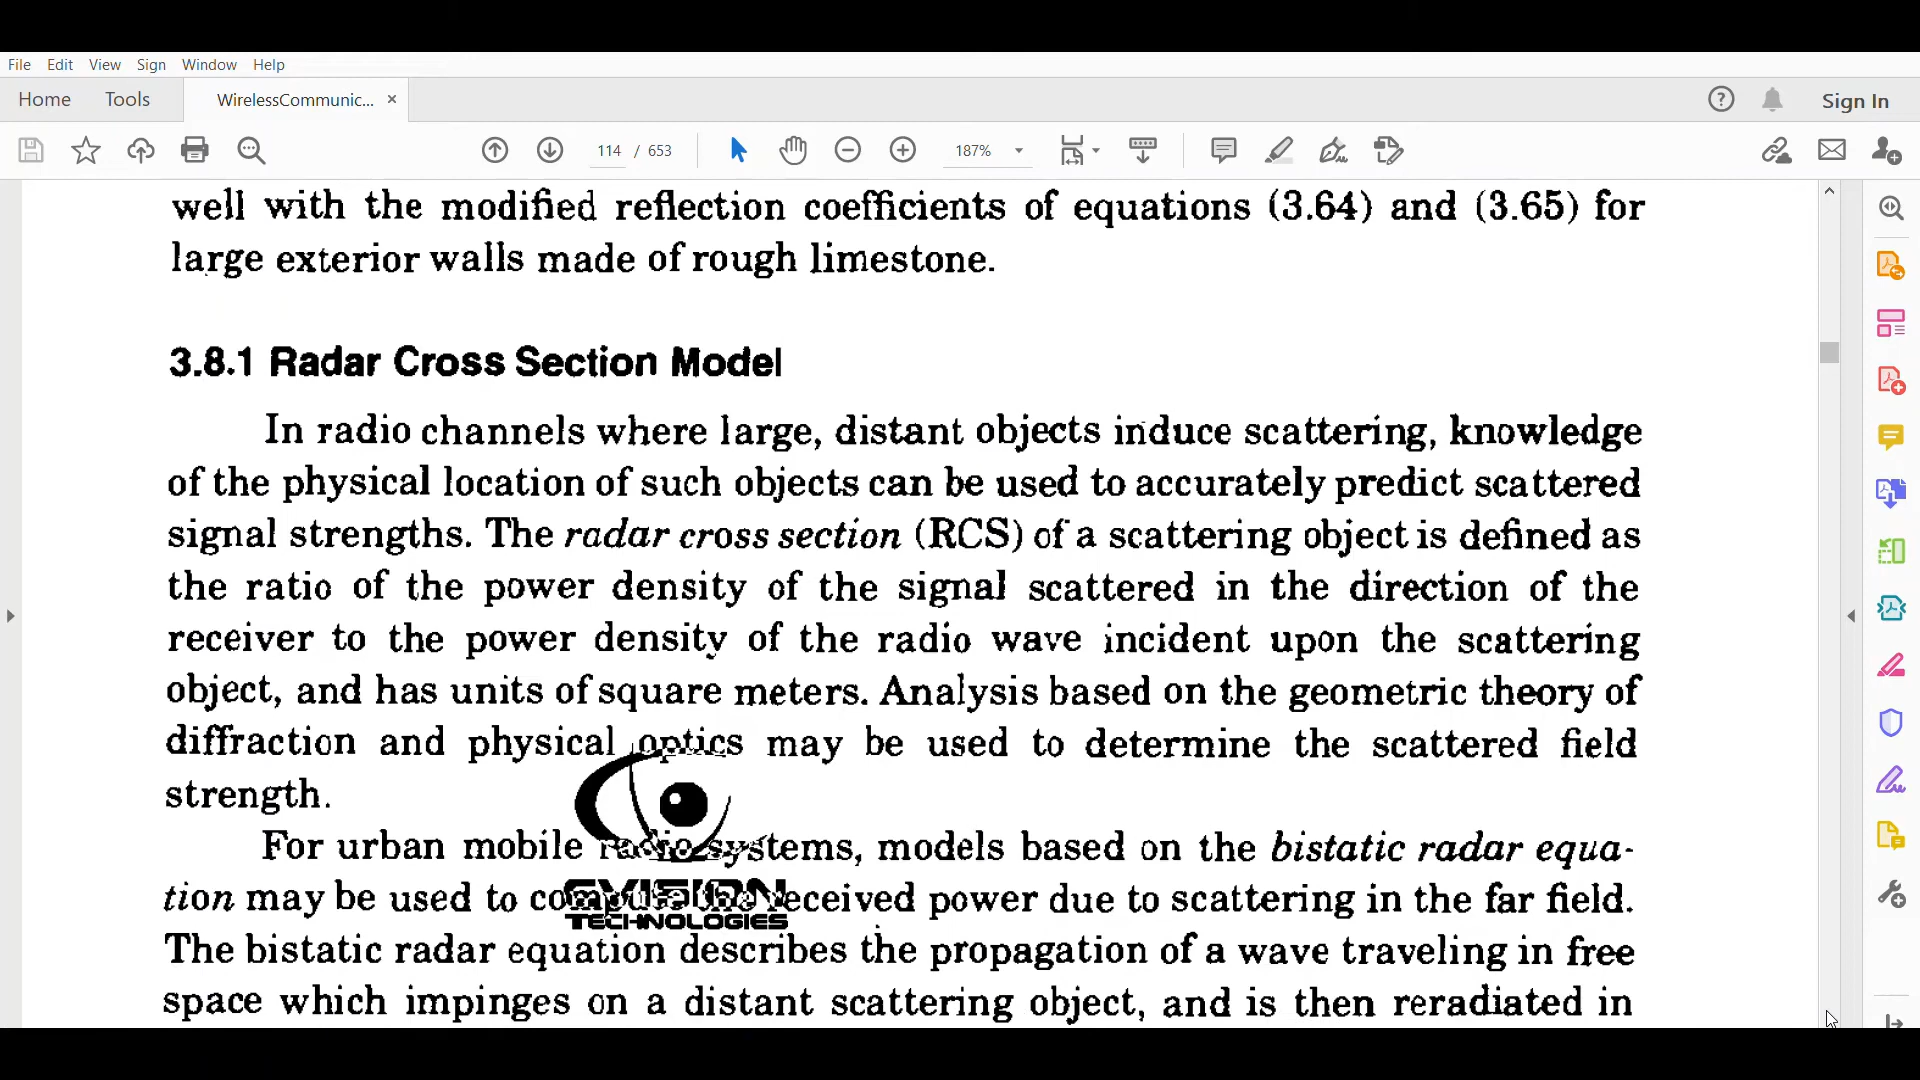 File Edit View Sign Window Help
Home Tools WirelessCommunic... × Sign In
114 / 653 187%
well with the modified reflection coefficients of equations (3.64) and (3.65) for
large exterior walls made of rough limestone.
3.8.1 Radar Cross Section Model
In radio channels where large, distant objects induce scattering, knowledge
of the physical location of such objects can be used to accurately predict scattered
signal strengths. The radar cross section (RCS) of a scattering object is defined as
the ratio of the power density of the signal scattered in the direction of the
receiver to the power density of the radio wave incident upon the scattering
object, and has units of square meters. Analysis based on the geometric theory of
diffraction and physical optics may be used to determine the scattered field
strength.
For urban mobile radio systems, models based on the bistatic radar equa-
tion may be used to compute the received power due to scattering in the far field.
TECHNOLOGIES
The bistatic radar equation describes the propagation of a wave traveling in free
space which impinges on a distant scattering object, and is then reradiated in